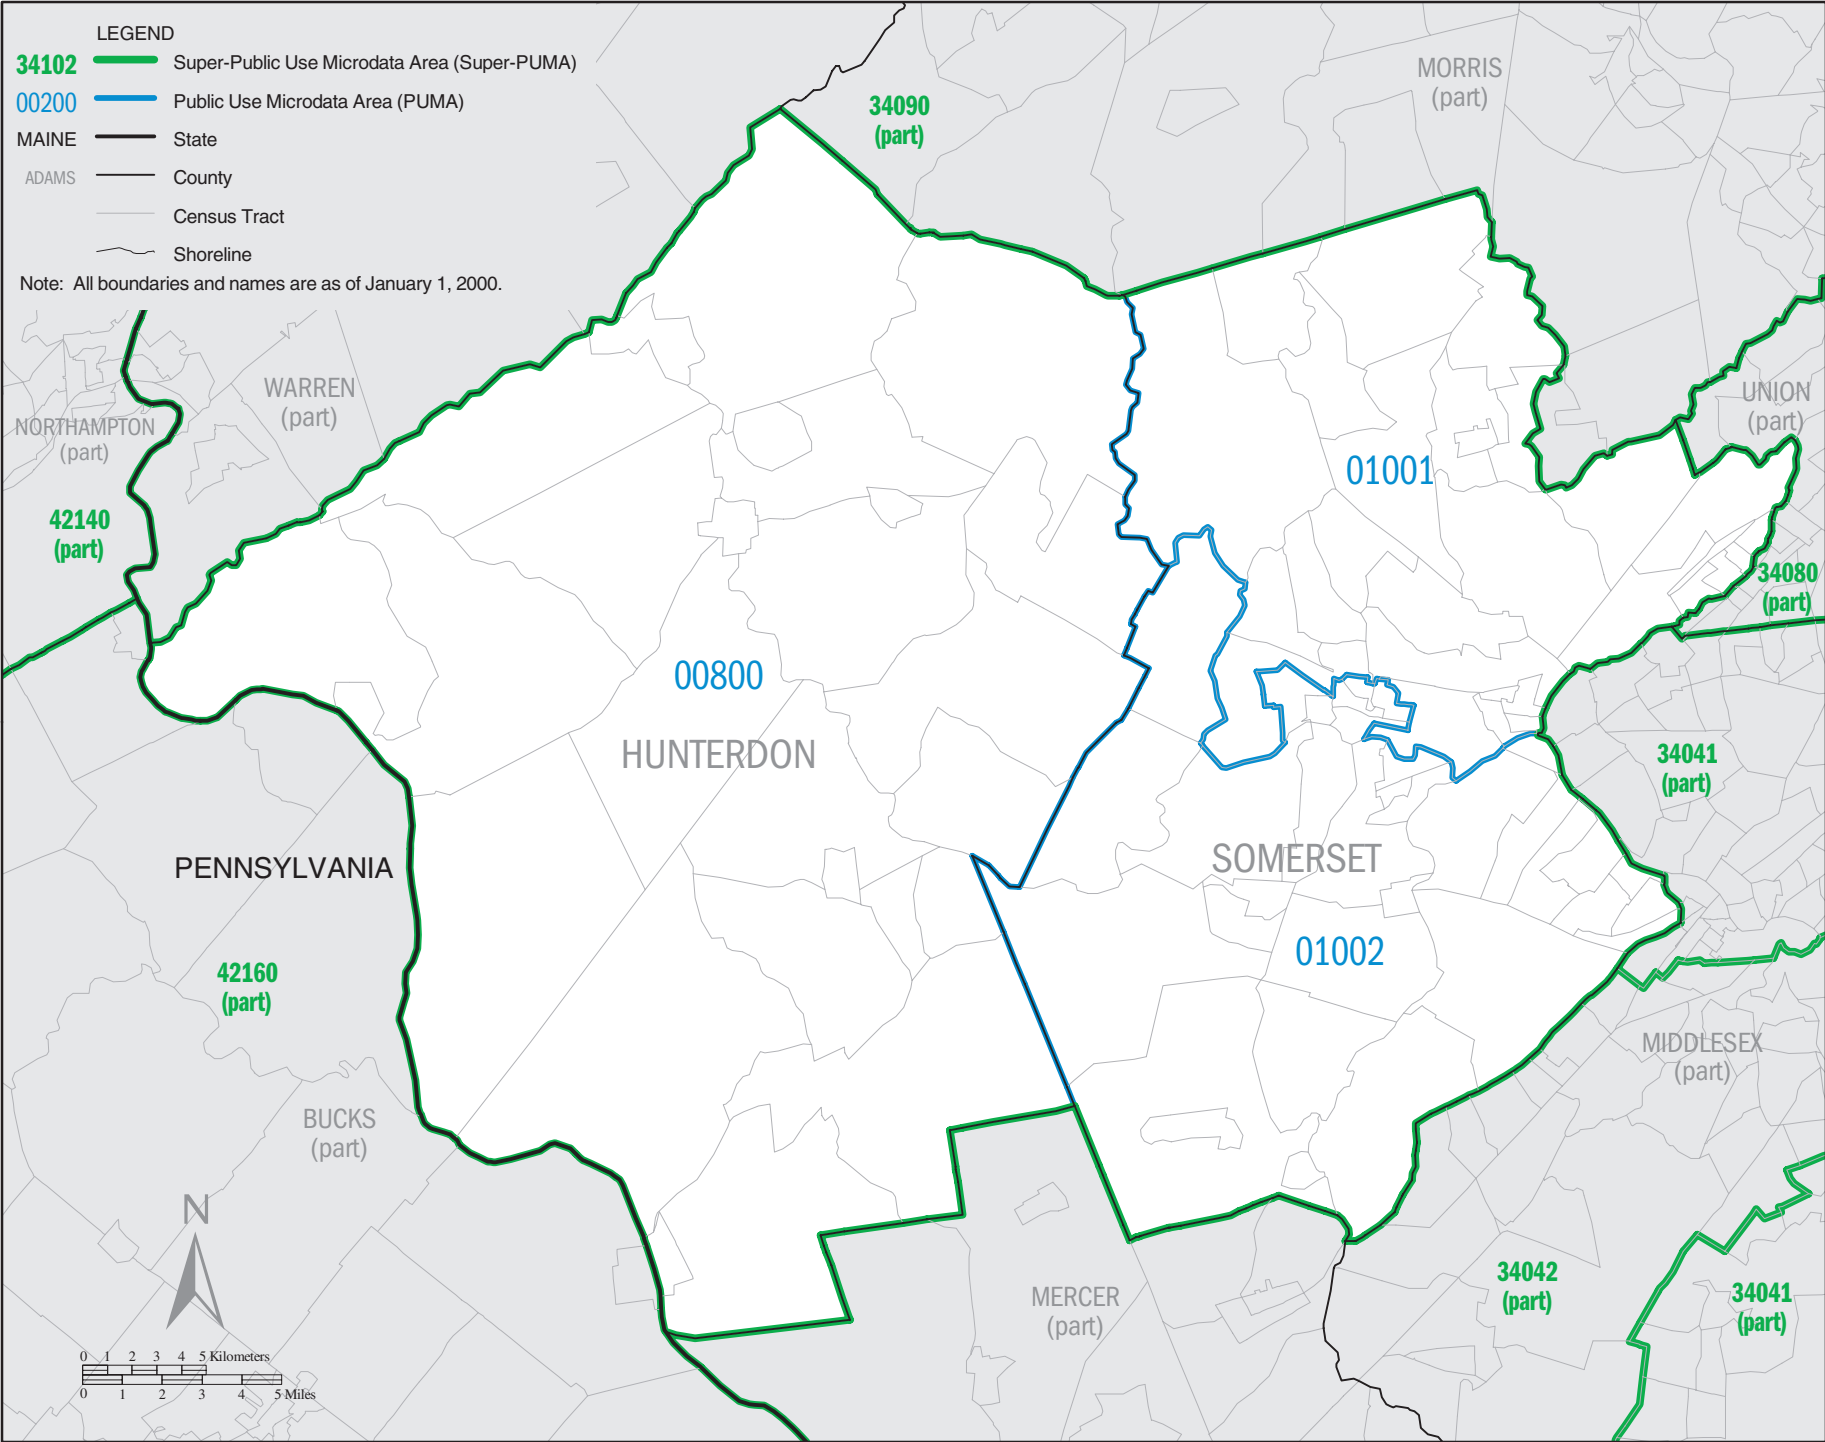 LEGEND
34102 Super-Public Use Microdata Area (Super-PUMA)
00200 Public Use Microdata Area (PUMA)
MAINE State
ADAMS County
Census Tract
Shoreline
Note: All boundaries and names are as of January 1, 2000.
34090
(part)
MORRIS
(part)
WARREN
(part)
NORTHAMPTON
(part)
UNION
(part)
01001
42140
(part)
34080
(part)
00800
HUNTERDON
34041
(part)
PENNSYLVANIA
SOMERSET
01002
42160
(part)
MIDDLESEX
(part)
BUCKS
(part)
N
MERCER
(part)
34042
(part)
34041
(part)
0 1 2 3 4 5 Kilometers
0 1 2 3 4 5 Miles